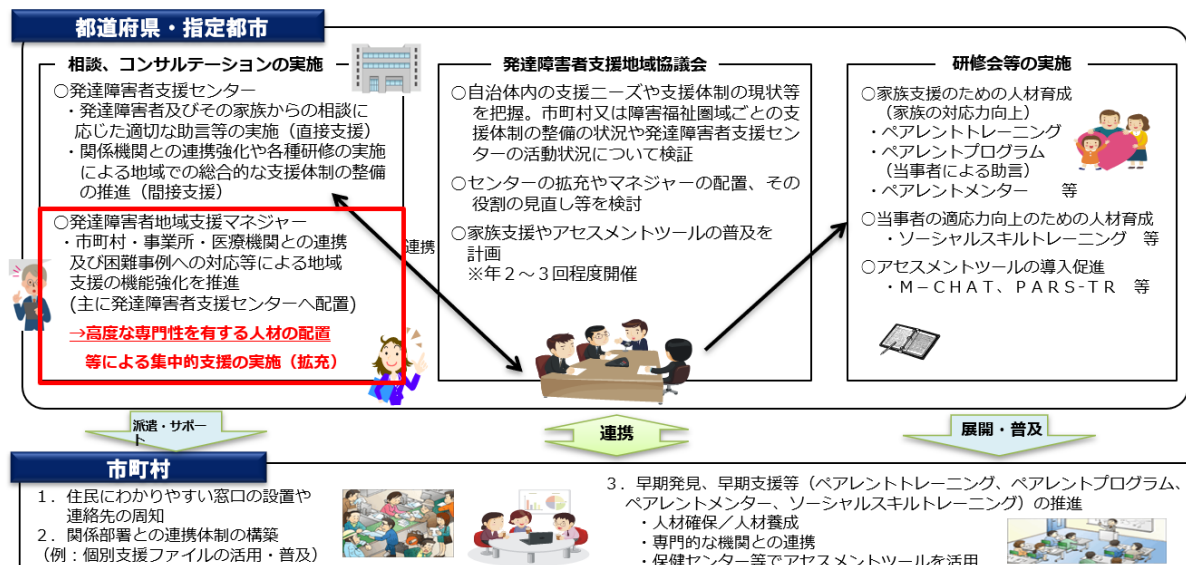 都道府県・指定都市
相談、コンサルテーションの実施
○発達障害者支援センター
・発達障害者及びその家族からの相談に
応じた適切な助言等の実施（直接支援）
・関係機関との連携強化や各種研修の実施
による地域での総合的な支援体制の整備
の推進（間接支援）
○発達障害者地域支援マネジャー
・市町村・事業所・医療機関との連携
及び困難事例への対応等による地域
支援の機能強化を推進
(主に発達障害者支援センターへ配置)
→高度な専門性を有する人材の配置
等による集中的支援の実施（拡充）
連携
発達障害者支援地域協議会
○自治体内の支援ニーズや支援体制の現状等
を把握。市町村又は障害福祉圏域ごとの支
援体制の整備の状況や発達障害者支援セン
ターの活動状況について検証
○センターの拡充やマネジャーの配置、その
役割の見直し等を検討
○家族支援やアセスメントツールの普及を
計画
※年２～３回程度開催
研修会等の実施
○家族支援のための人材育成
（家族の対応力向上）
・ペアレントトレーニング
・ペアレントプログラム
（当事者による助言）
・ペアレントメンター　等
○当事者の適応力向上のための人材育成
・ソーシャルスキルトレーニング　等
○アセスメントツールの導入促進
・Ｍ－ＣＨＡＴ、ＰＡＲＳ-ＴＲ　等
派遣・サポー
ト
連携
展開・普及
市町村
１．住民にわかりやすい窓口の設置や
連絡先の周知
２．関係部署との連携体制の構築
（例：個別支援ファイルの活用・普及）
３．早期発見、早期支援等（ペアレントトレーニング、ペアレントプログラム、
ペアレントメンター、ソーシャルスキルトレーニング）の推進
・人材確保／人材養成
・専門的な機関との連携
・保健センター等でアセスメントツールを活用